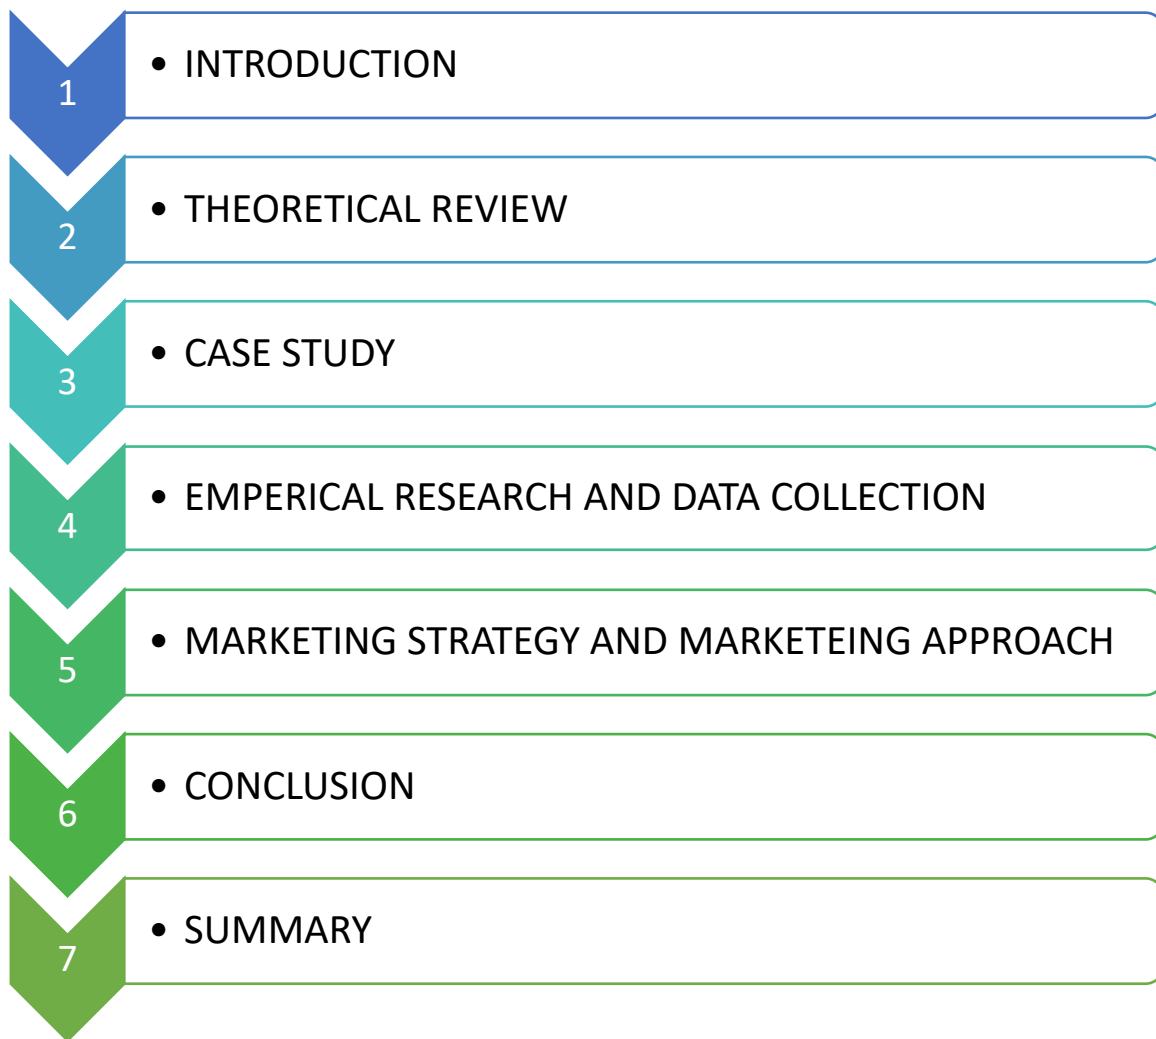 1
• INTRODUCTION
2
• THEORETICAL REVIEW
3
• CASE STUDY
4
• EMPERICAL RESEARCH AND DATA COLLECTION
5
• MARKETING STRATEGY AND MARKETEING APPROACH
6
• CONCLUSION
7
• SUMMARY